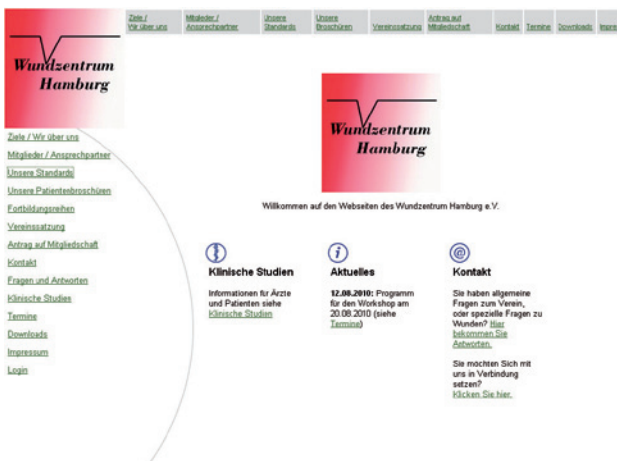 Wundzentrum
Hamburg
Ziele /
Wir über uns
Mitglieder /
Ansprechpartner
Unsere
Standards
Unsere
Broschüren
Vereinssatzung
Antrag auf
Mitgliedschaft
Kontakt
Termine
Downloads
Impre
Ziele / Wir über uns
Mitglieder / Ansprechpartner
Unsere Standards
Unsere Patientenbroschüren
Fortbildungsreihen
Vereinssatzung
Antrag auf Mitgliedschaft
Kontakt
Fragen und Antworten
Klinische Studies
Termine
Downloads
Impressum
Login
Wundzentrum
Hamburg
Willkommen auf den Webseiten des Wundzentrum Hamburg e.V.
Klinische Studien
Informationen für Ärzte
und Patienten siehe
Klinische Studien
i
Aktuelles
12.08.2010: Programm
für den Workshop am
20.08.2010 (siehe
Termine)
@
Kontakt
Sie haben allgemeine
Fragen zum Verein,
oder spezielle Fragen zu
Wunden? Hier
bekommen Sie
Antworten.
Sie möchten Sich mit
uns in Verbindung
setzen?
Klicken Sie hier.